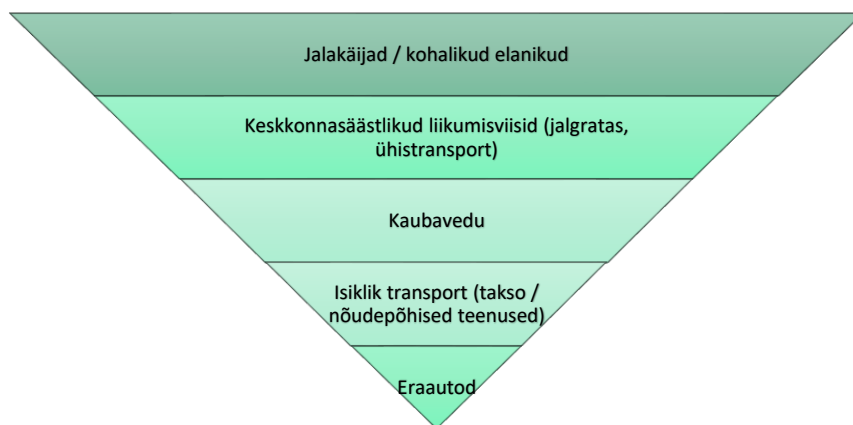 Jalakäijad / kohalikud elanikud
Keskkonnasäästlikud liikumisviisid (jalgratas,
ühistransport)
Kaubavedu
Isiklik transport (takso /
nõudepõhised teenused)
Eraautod